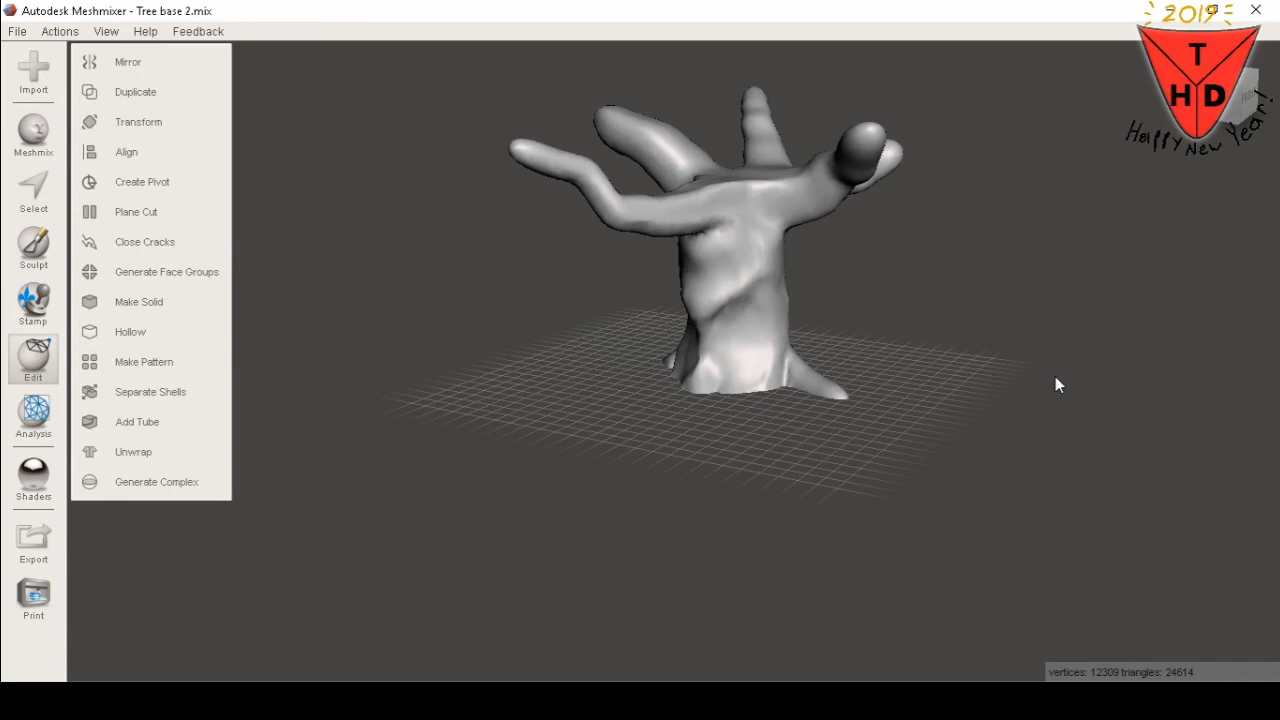 Autodesk Meshmixer - Tree base 2.mix
2019
File Actions View Help Feedback
T
H D
Happy New Year!
Import
Meshmix
Select
Sculpt
Stamp
Edit
Analysis
Shaders
Export
Print
Mirror
Duplicate
Transform
Align
Create Pivot
Plane Cut
Close Cracks
Generate Face Groups
Make Solid
Hollow
Make Pattern
Separate Shells
Add Tube
Unwrap
Generate Complex
vertices: 12309 triangles: 24614